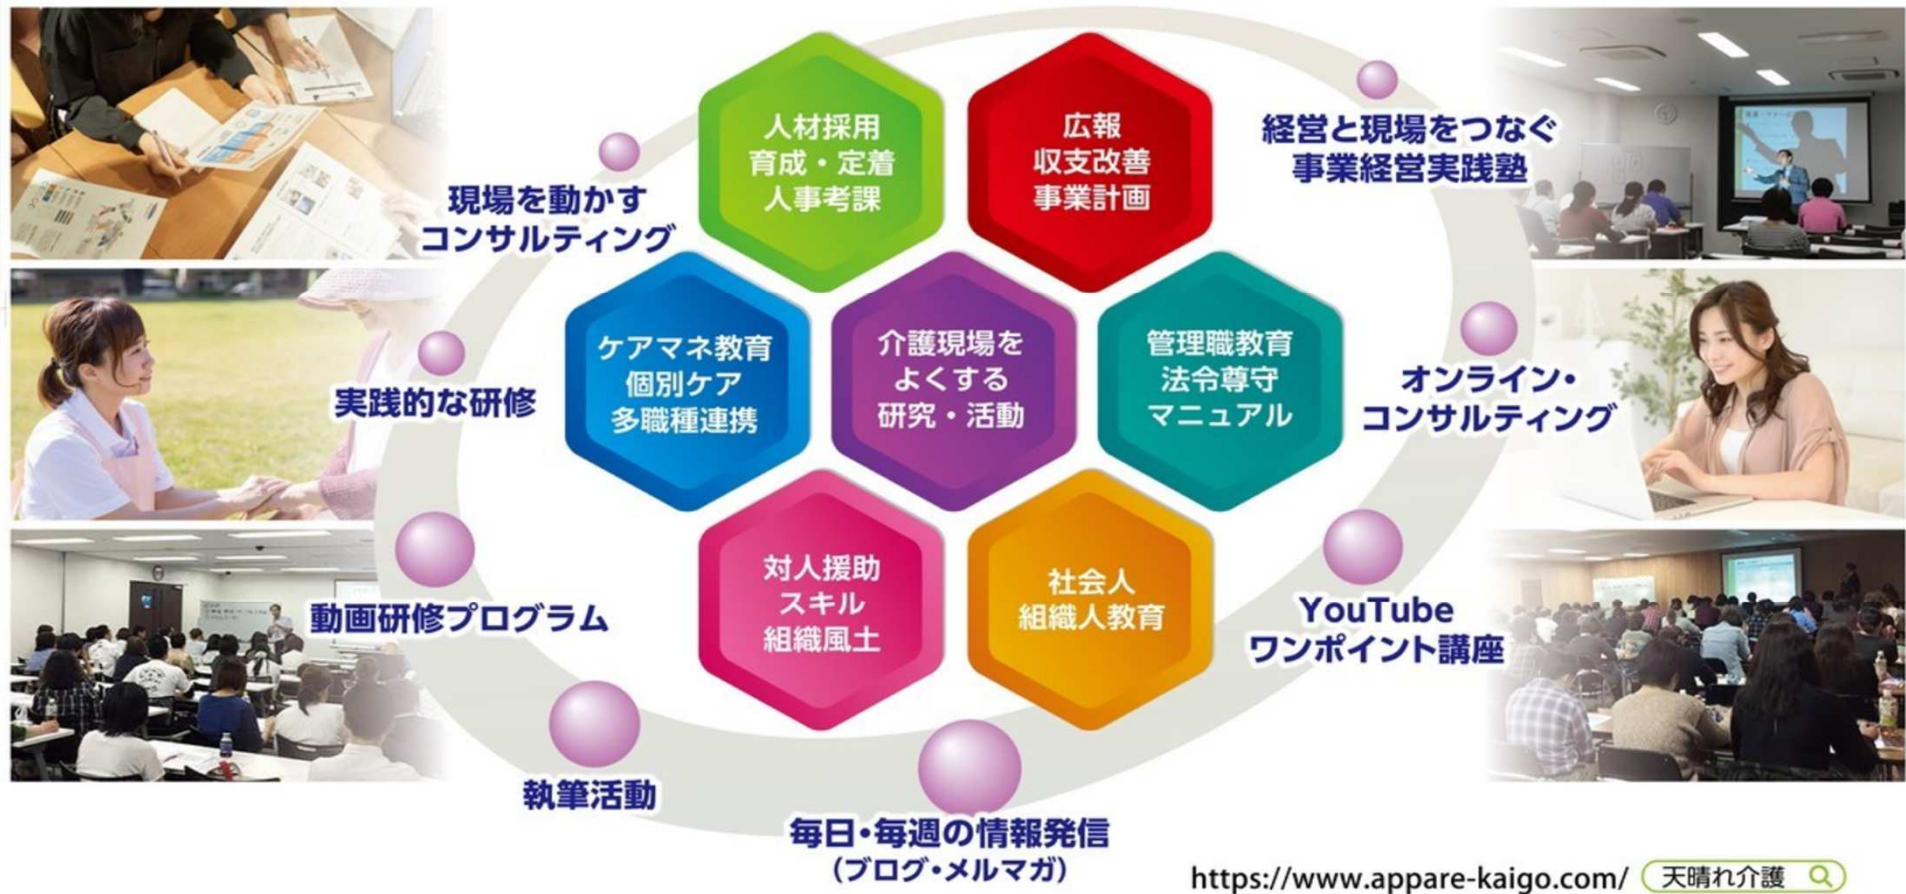 人材採用
育成・定着
人事考課
広報
収支改善
事業計画
経営と現場をつなぐ
事業経営実践塾
現場を動かす
コンサルティング
ケアマネ教育
個別ケア
多職種連携
介護現場を
よくする
研究・活動
管理職教育
法令尊守
マニュアル
実践的な研修
オンライン・
コンサルティング
対人援助
スキル
組織風土
社会人
組織人教育
動画研修プログラム
YouTube
ワンポイント講座
執筆活動
毎日・毎週の情報発信
(ブログ・メルマガ)
https://www.appare-kaigo.com/ 天晴れ介護